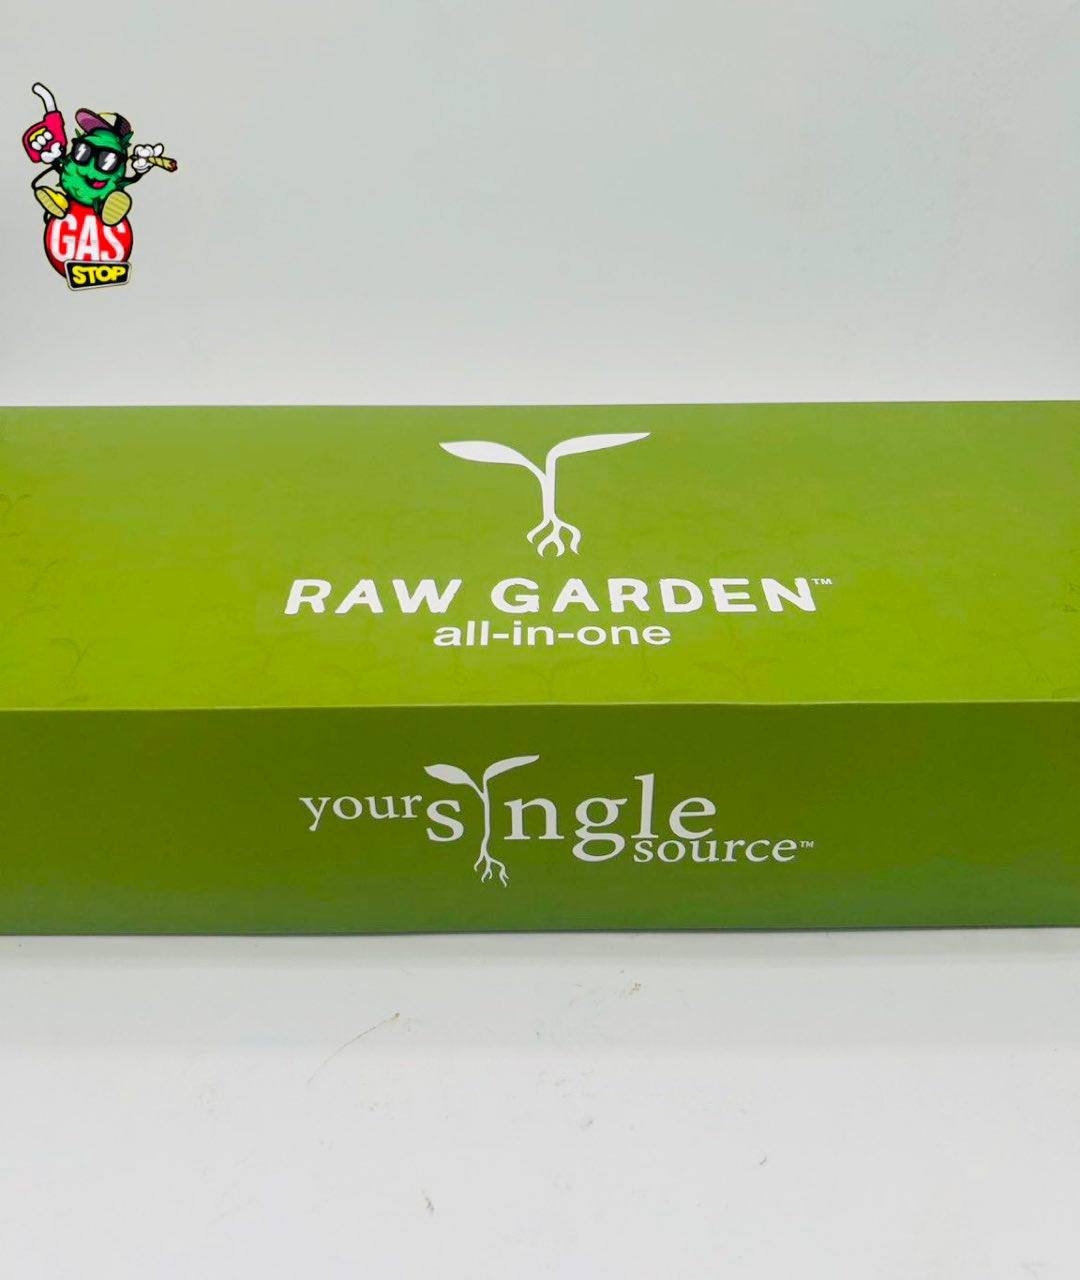 GAS
STOP
RAW GARDEN™
all-in-one
your single
source™